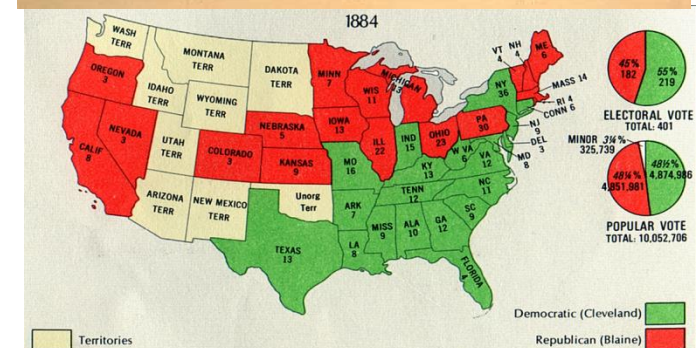 1884
WASH
TERR
MONTANA
TERR
DAKOTA
TERR
MINN
7
VT
4
NH
4
ME
6
OREGON
3
IDAHO
TERR
WYOMING
TERR
WIS
11
MICHIGAN
13
NY
36
MASS 14
RI 4
CONN 6
NEVADA
3
UTAH
TERR
COLORADO
3
NEBRASKA
5
IOWA
13
ILL
22
IND
15
OHIO
23
PA
30
NJ
9
DEL
3
MD
8
CALIF
8
KANSAS
9
MO
16
KY
13
W VA
6
VA
12
ARIZONA
TERR
NEW MEXICO
TERR
Unorg
Terr
ARK
7
TENN
12
NC
11
TEXAS
13
LA
8
MISS
9
ALA
10
GA
12
SC
9
FLORIDA
4
45%
182
55%
219
ELECTORAL VOTE
TOTAL: 401
MINOR 3¼%
325,739
48¼%
4,851,981
48½%
4,874,986
POPULAR VOTE
TOTAL: 10,052,706
Democratic (Cleveland)
Republican (Blaine)
Territories